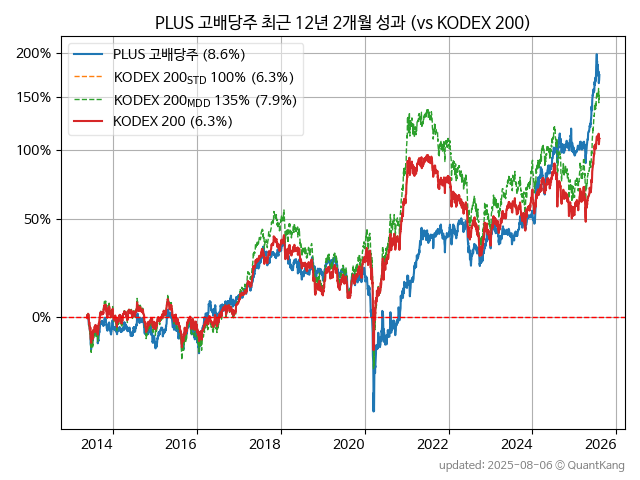 PLUS 고배당주 최근 12년 2개월 성과 (vs KODEX 200)
PLUS 고배당주 (8.6%)
KODEX 200STD 100% (6.3%)
KODEX 200MDD 135% (7.9%)
KODEX 200 (6.3%)
200%
150%
100%
50%
0%
2014 2016 2018 2020 2022 2024 2026
updated: 2025-08-06 © QuantKang